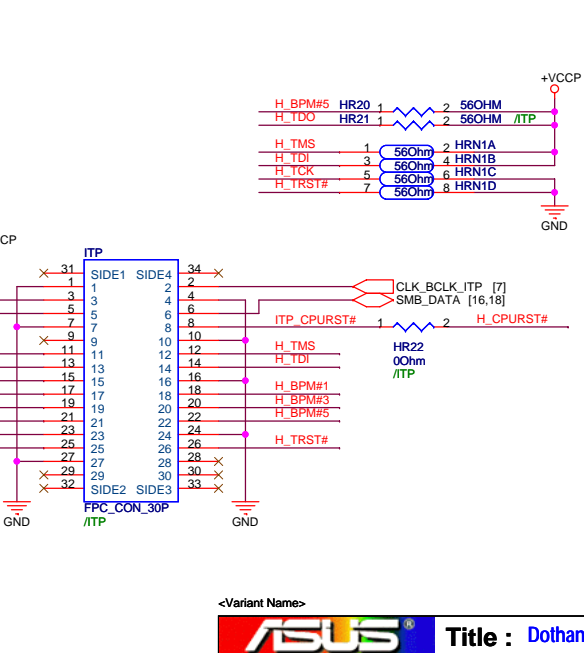 +VCCP
H_BPM#5 HR20 1 2 56OHM
H_TDO HR21 1 2 56OHM /ITP
H_TMS 1 56Ohm 2 HRN1A
H_TDI 3 56Ohm 4 HRN1B
H_TCK 5 56Ohm 6 HRN1C
H_TRST# 7 56Ohm 8 HRN1D
GND
CP
ITP
31 SIDE1 SIDE4 34
1 1 2 2 CLK_BCLK_ITP [7]
3 3 4 4 SMB_DATA [16,18]
5 5 6 6
7 7 8 8 ITP_CPURST# 1 2 H_CPURST#
9 9 10 10
HR22
11 11 12 12 H_TMS
0Ohm
13 13 14 14 H_TDI
/ITP
15 15 16 16
17 17 18 18 H_BPM#1
19 19 20 20 H_BPM#3
21 21 22 22 H_BPM#5
23 23 24 24
25 25 26 26 H_TRST#
27 27 28 28
29 29 30 30
32 SIDE2 SIDE3 33
FPC_CON_30P
/ITP
GND
GND
<Variant Name>
ASUS®
Title : Dothan